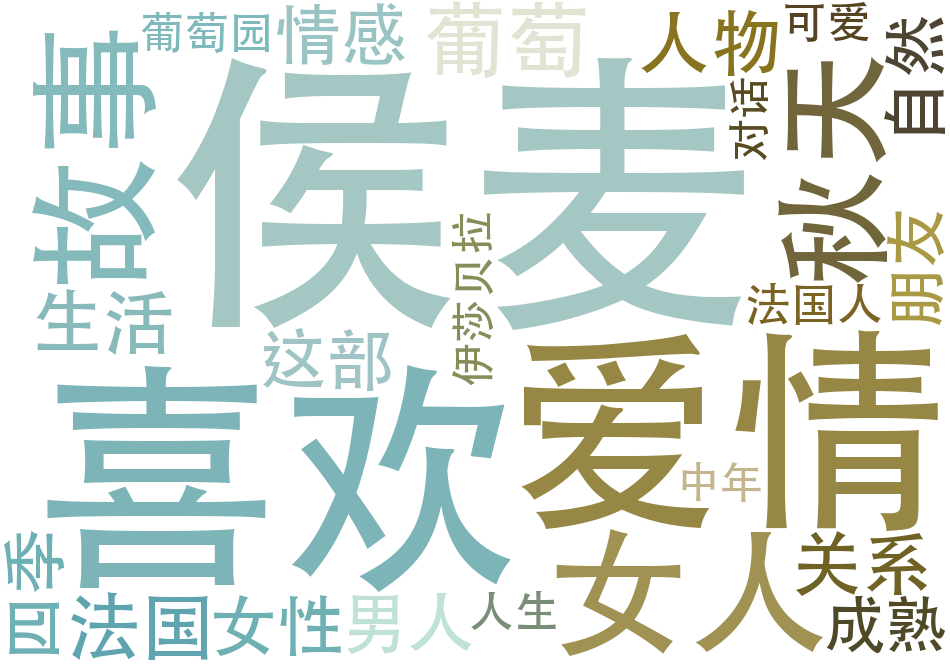 葡萄园
情感
葡萄
人物
可爱
故事
侯麦
对话
秋天
自然
伊莎贝拉
朋友
生活
这部
法国人
喜欢
爱情
中年
四季
法国
女性
男人
人生
女人
关系
成熟